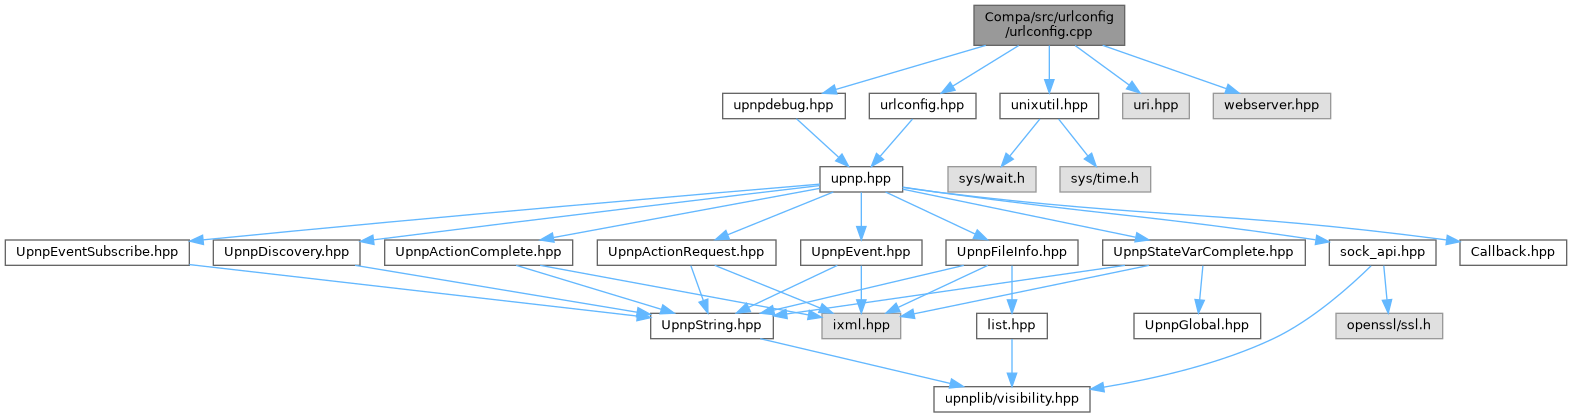 Compa/src/urlconfig
/urlconfig.cpp
upnpdebug.hpp
urlconfig.hpp
unixutil.hpp
uri.hpp
webserver.hpp
upnp.hpp
sys/wait.h
sys/time.h
UpnpEventSubscribe.hpp
UpnpDiscovery.hpp
UpnpActionComplete.hpp
UpnpActionRequest.hpp
UpnpEvent.hpp
UpnpFileInfo.hpp
UpnpStateVarComplete.hpp
sock_api.hpp
Callback.hpp
UpnpString.hpp
ixml.hpp
list.hpp
UpnpGlobal.hpp
openssl/ssl.h
upnplib/visibility.hpp